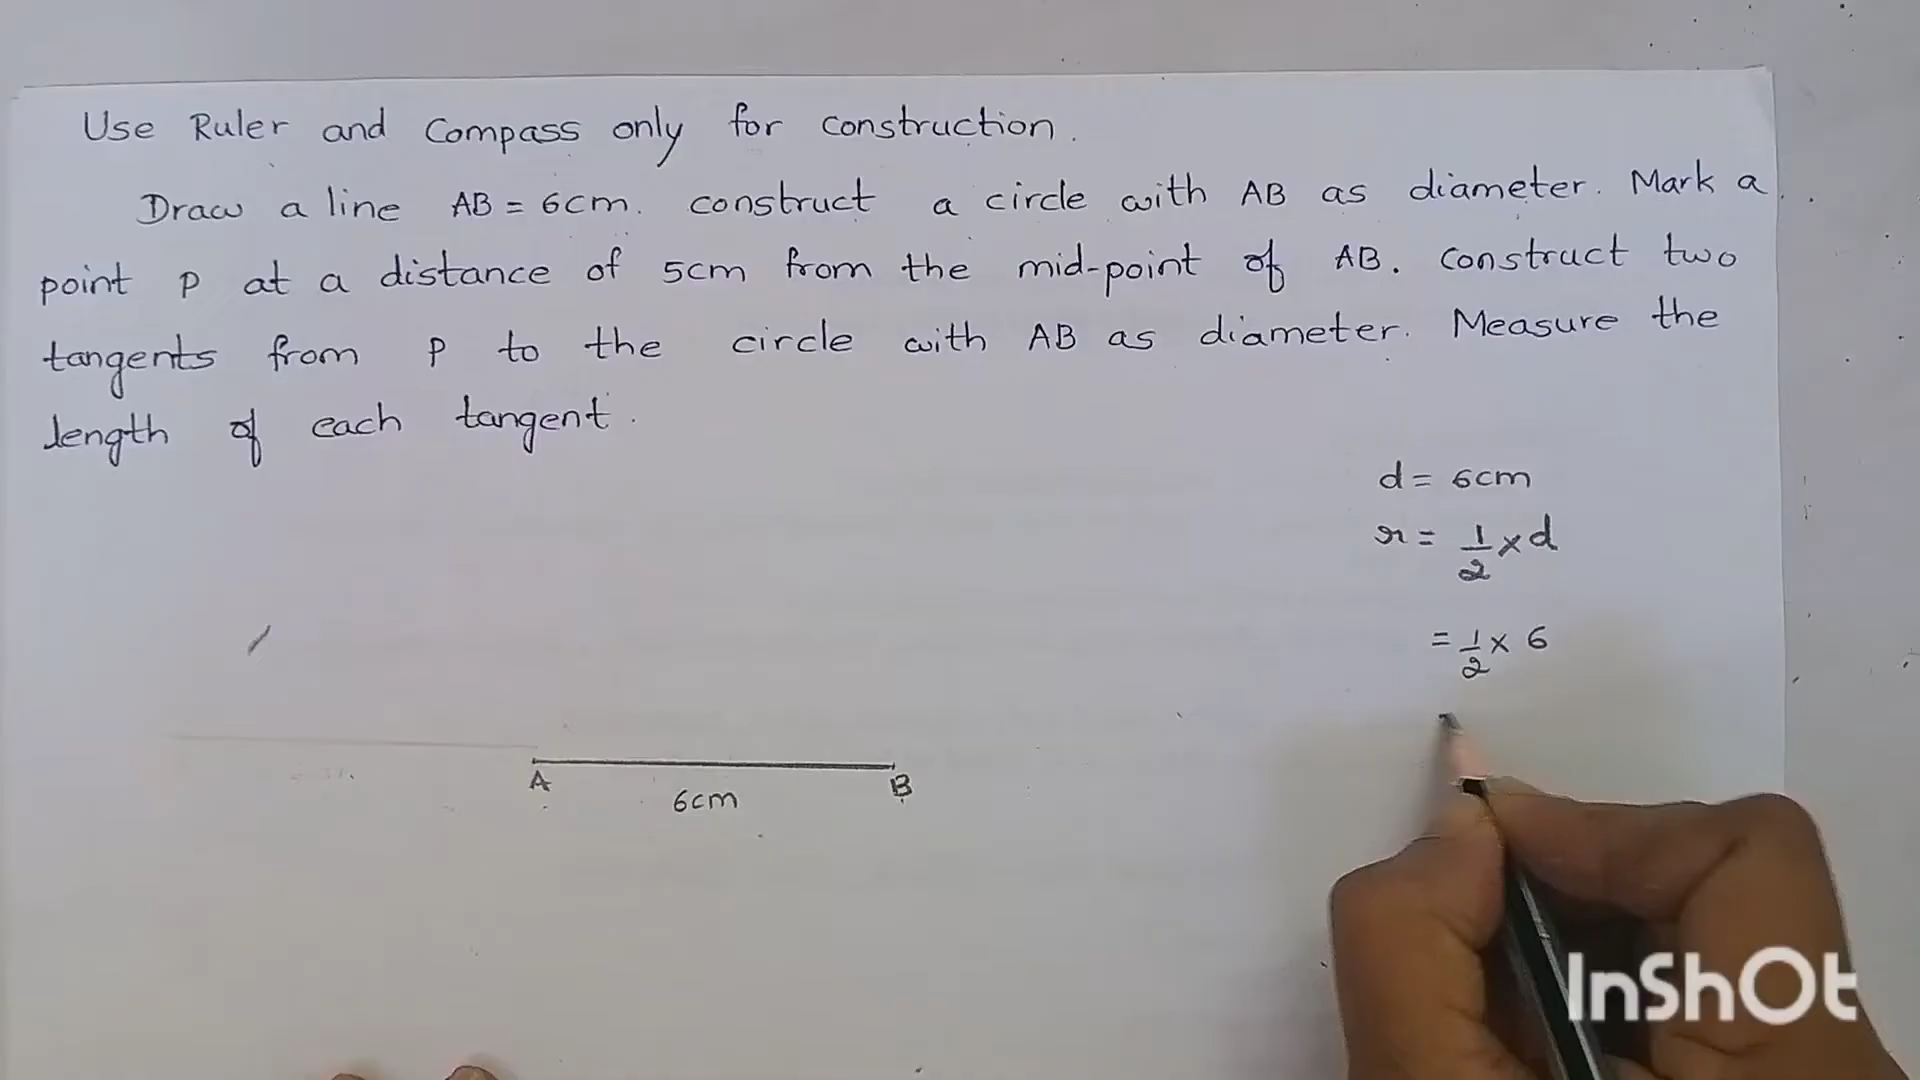 Use Ruler and Compass only for construction.
Draw a line AB = 6cm. construct a circle with AB as diameter. Mark a
point P at a distance of 5cm from the mid-point of AB. construct two
tangents from P to the circle with AB as diameter. Measure the
length of each tangent.
d = 6cm
r = 1/2 × d
= 1/2 × 6
A B
6cm
InShOt